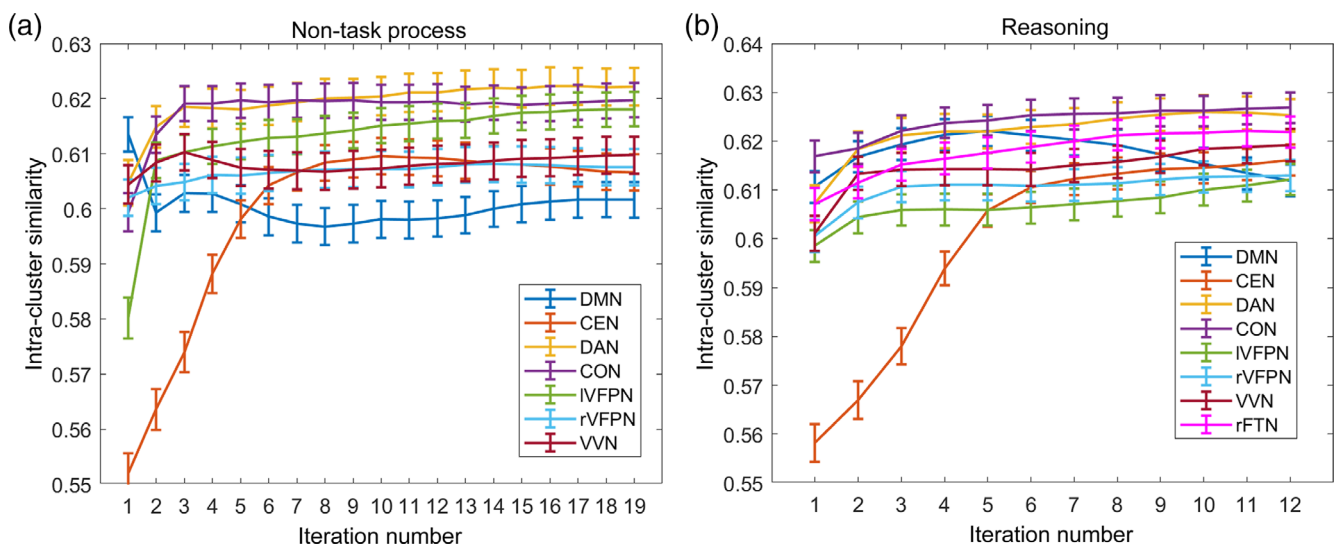 (a)
Non-task process
0.63
0.62
0.61
0.6
0.59
0.58
0.57
0.56
0.55
Intra-cluster similarity
1 2 3 4 5 6 7 8 9 10 11 12 13 14 15 16 17 18 19
Iteration number
DMN
CEN
DAN
CON
lVFPN
rVFPN
VVN
(b)
Reasoning
0.64
0.63
0.62
0.61
0.6
0.59
0.58
0.57
0.56
0.55
Intra-cluster similarity
1 2 3 4 5 6 7 8 9 10 11 12
Iteration number
DMN
CEN
DAN
CON
lVFPN
rVFPN
VVN
rFTN